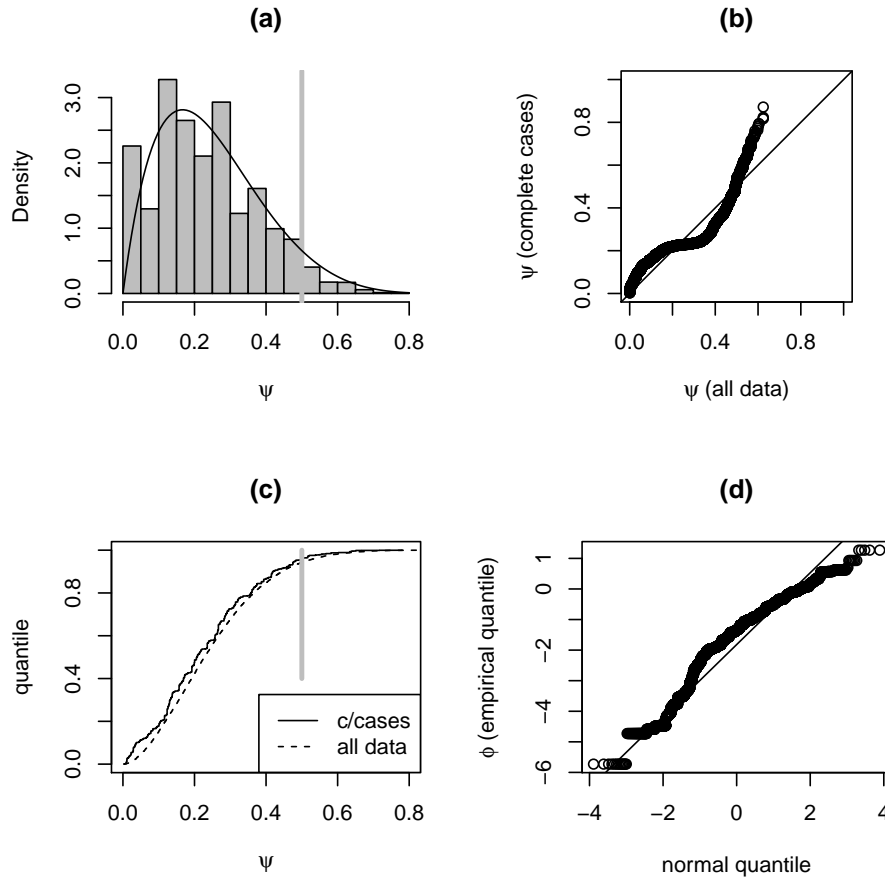 (a)
Density
0.0 1.0 2.0 3.0
0.0 0.2 0.4 0.6 0.8
ψ
(b)
ψ (complete cases)
0.0 0.4 0.8
0.0 0.4 0.8
ψ (all data)
(c)
quantile
0.0 0.4 0.8
c/cases
all data
0.0 0.2 0.4 0.6 0.8
ψ
(d)
ϕ (empirical quantile)
−6 −4 −2 0 1
−4 −2 0 2 4
normal quantile